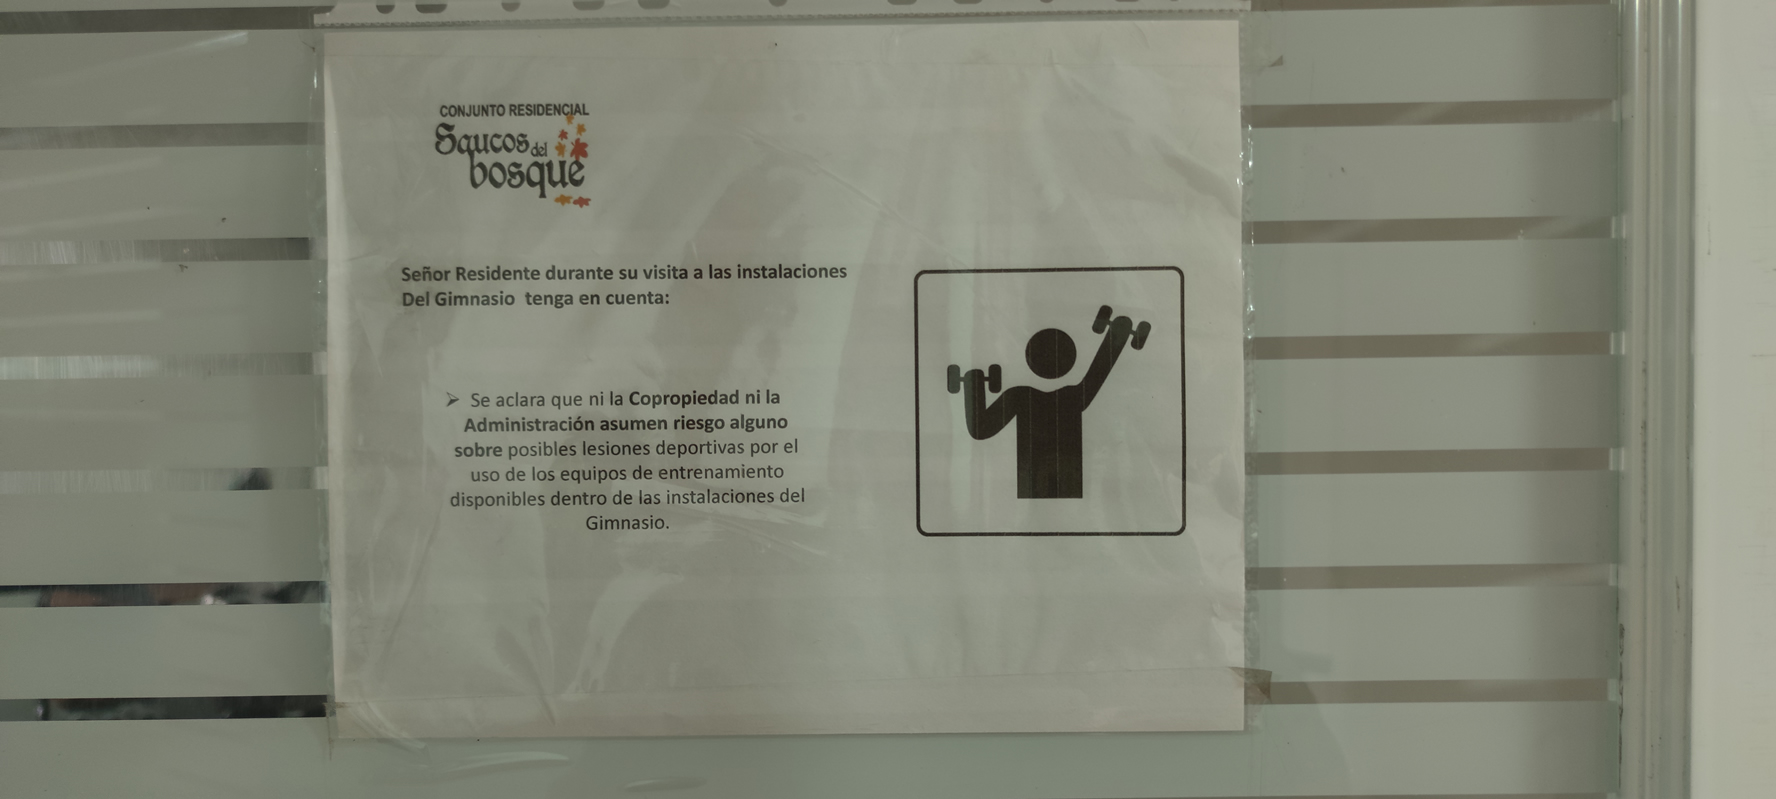 CONJUNTO RESIDENCIAL
Saucos del
bosque
Señor Residente durante su visita a las instalaciones
Del Gimnasio tenga en cuenta:
➢ Se aclara que ni la Copropiedad ni la
Administración asumen riesgo alguno
sobre posibles lesiones deportivas por el
uso de los equipos de entrenamiento
disponibles dentro de las instalaciones del
Gimnasio.